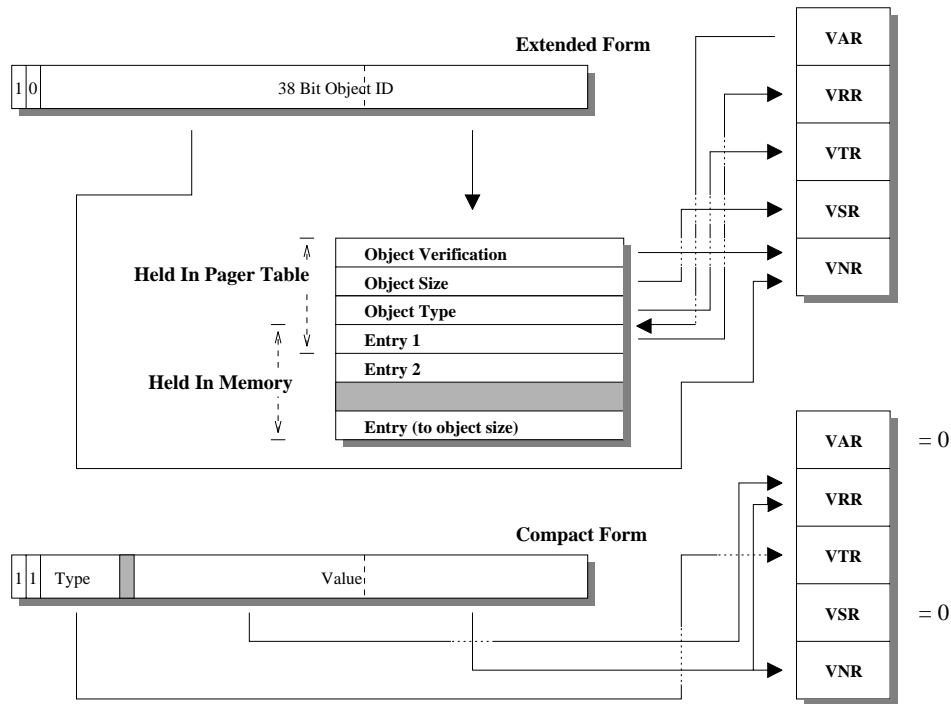 Extended Form
1 0 38 Bit Object ID
VAR
VRR
VTR
VSR
VNR
Held In Pager Table
Held In Memory
Object Verification
Object Size
Object Type
Entry 1
Entry 2
Entry (to object size)
Compact Form
1 1 Type Value
VAR = 0
VRR
VTR
VSR = 0
VNR